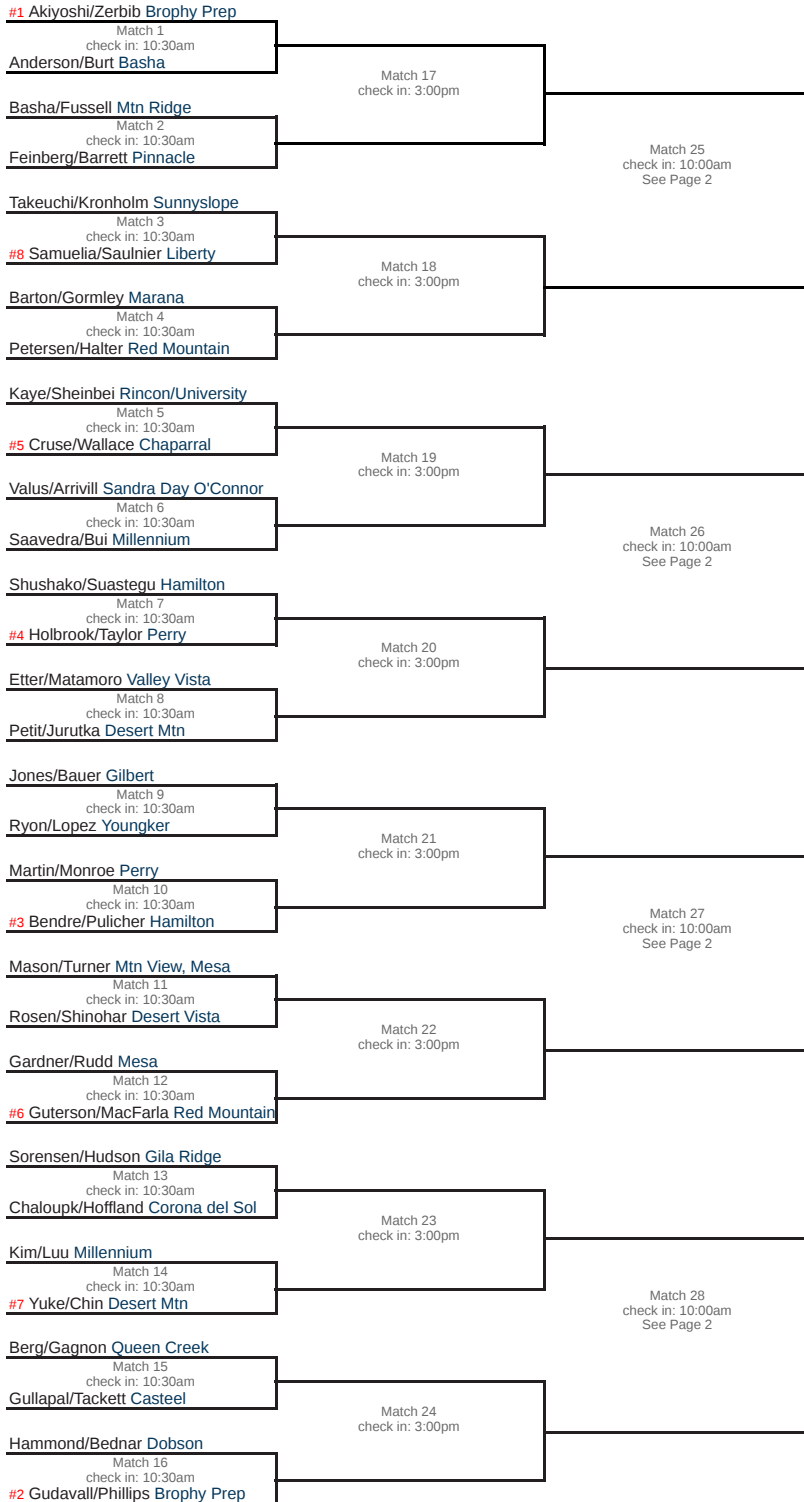 #1 Akiyoshi/Zerbib Brophy Prep
Match 1
check in: 10:30am
Anderson/Burt Basha
Match 17
check in: 3:00pm
Basha/Fussell Mtn Ridge
Match 2
check in: 10:30am
Feinberg/Barrett Pinnacle
Match 25
check in: 10:00am
See Page 2
Takeuchi/Kronholm Sunnyslope
Match 3
check in: 10:30am
#8 Samuelia/Saulnier Liberty
Match 18
check in: 3:00pm
Barton/Gormley Marana
Match 4
check in: 10:30am
Petersen/Halter Red Mountain
Kaye/Sheinbei Rincon/University
Match 5
check in: 10:30am
#5 Cruse/Wallace Chaparral
Match 19
check in: 3:00pm
Valus/Arrivill Sandra Day O'Connor
Match 6
check in: 10:30am
Saavedra/Bui Millennium
Match 26
check in: 10:00am
See Page 2
Shushako/Suastegu Hamilton
Match 7
check in: 10:30am
#4 Holbrook/Taylor Perry
Match 20
check in: 3:00pm
Etter/Matamoro Valley Vista
Match 8
check in: 10:30am
Petit/Jurutka Desert Mtn
Jones/Bauer Gilbert
Match 9
check in: 10:30am
Ryon/Lopez Youngker
Match 21
check in: 3:00pm
Martin/Monroe Perry
Match 10
check in: 10:30am
#3 Bendre/Pulicher Hamilton
Match 27
check in: 10:00am
See Page 2
Mason/Turner Mtn View, Mesa
Match 11
check in: 10:30am
Rosen/Shinohar Desert Vista
Match 22
check in: 3:00pm
Gardner/Rudd Mesa
Match 12
check in: 10:30am
#6 Guterson/MacFarla Red Mountain
Sorensen/Hudson Gila Ridge
Match 13
check in: 10:30am
Chaloupk/Hoffland Corona del Sol
Match 23
check in: 3:00pm
Kim/Luu Millennium
Match 14
check in: 10:30am
#7 Yuke/Chin Desert Mtn
Match 28
check in: 10:00am
See Page 2
Berg/Gagnon Queen Creek
Match 15
check in: 10:30am
Gullapal/Tackett Casteel
Match 24
check in: 3:00pm
Hammond/Bednar Dobson
Match 16
check in: 10:30am
#2 Gudavall/Phillips Brophy Prep